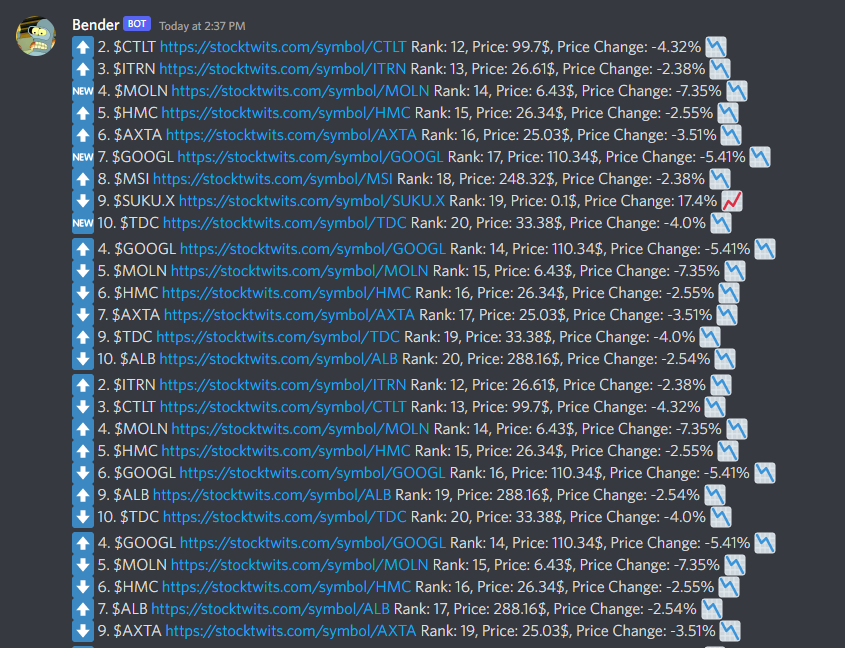 Bender BOT Today at 2:37 PM
2. $CTLT https://stocktwits.com/symbol/CTLT Rank: 12, Price: 99.7$, Price Change: -4.32%
3. $ITRN https://stocktwits.com/symbol/ITRN Rank: 13, Price: 26.61$, Price Change: -2.38%
NEW 4. $MOLN https://stocktwits.com/symbol/MOLN Rank: 14, Price: 6.43$, Price Change: -7.35%
5. $HMC https://stocktwits.com/symbol/HMC Rank: 15, Price: 26.34$, Price Change: -2.55%
6. $AXTA https://stocktwits.com/symbol/AXTA Rank: 16, Price: 25.03$, Price Change: -3.51%
NEW 7. $GOOGL https://stocktwits.com/symbol/GOOGL Rank: 17, Price: 110.34$, Price Change: -5.41%
8. $MSI https://stocktwits.com/symbol/MSI Rank: 18, Price: 248.32$, Price Change: -2.38%
9. $SUKU.X https://stocktwits.com/symbol/SUKU.X Rank: 19, Price: 0.1$, Price Change: 17.4%
NEW 10. $TDC https://stocktwits.com/symbol/TDC Rank: 20, Price: 33.38$, Price Change: -4.0%
4. $GOOGL https://stocktwits.com/symbol/GOOGL Rank: 14, Price: 110.34$, Price Change: -5.41%
5. $MOLN https://stocktwits.com/symbol/MOLN Rank: 15, Price: 6.43$, Price Change: -7.35%
6. $HMC https://stocktwits.com/symbol/HMC Rank: 16, Price: 26.34$, Price Change: -2.55%
7. $AXTA https://stocktwits.com/symbol/AXTA Rank: 17, Price: 25.03$, Price Change: -3.51%
9. $TDC https://stocktwits.com/symbol/TDC Rank: 19, Price: 33.38$, Price Change: -4.0%
10. $ALB https://stocktwits.com/symbol/ALB Rank: 20, Price: 288.16$, Price Change: -2.54%
2. $ITRN https://stocktwits.com/symbol/ITRN Rank: 12, Price: 26.61$, Price Change: -2.38%
3. $CTLT https://stocktwits.com/symbol/CTLT Rank: 13, Price: 99.7$, Price Change: -4.32%
4. $MOLN https://stocktwits.com/symbol/MOLN Rank: 14, Price: 6.43$, Price Change: -7.35%
5. $HMC https://stocktwits.com/symbol/HMC Rank: 15, Price: 26.34$, Price Change: -2.55%
6. $GOOGL https://stocktwits.com/symbol/GOOGL Rank: 16, Price: 110.34$, Price Change: -5.41%
9. $ALB https://stocktwits.com/symbol/ALB Rank: 19, Price: 288.16$, Price Change: -2.54%
10. $TDC https://stocktwits.com/symbol/TDC Rank: 20, Price: 33.38$, Price Change: -4.0%
4. $GOOGL https://stocktwits.com/symbol/GOOGL Rank: 14, Price: 110.34$, Price Change: -5.41%
5. $MOLN https://stocktwits.com/symbol/MOLN Rank: 15, Price: 6.43$, Price Change: -7.35%
6. $HMC https://stocktwits.com/symbol/HMC Rank: 16, Price: 26.34$, Price Change: -2.55%
7. $ALB https://stocktwits.com/symbol/ALB Rank: 17, Price: 288.16$, Price Change: -2.54%
9. $AXTA https://stocktwits.com/symbol/AXTA Rank: 19, Price: 25.03$, Price Change: -3.51%